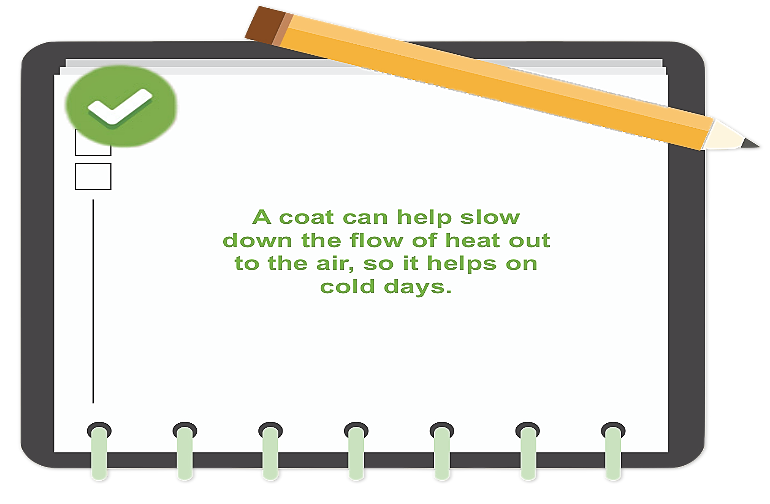 A coat can help slow
down the flow of heat out
to the air, so it helps on
cold days.